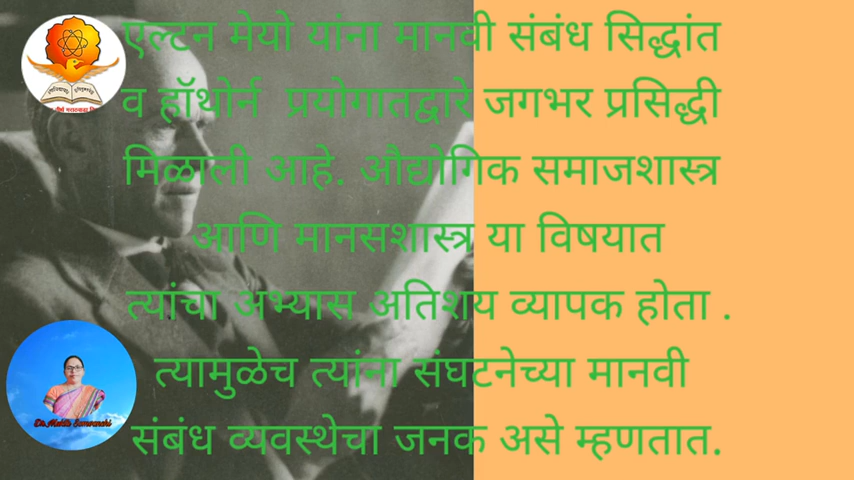 एल्टन मेयो यांना मानवी संबंध सिद्धांत
व हॉथोर्न प्रयोगातद्वारे जगभर प्रसिद्धी
मिळाली आहे. औद्योगिक समाजशास्त्र
आणि मानसशास्त्र या विषयात
त्यांचा अभ्यास अतिशय व्यापक होता .
त्यामुळेच त्यांना संघटनेच्या मानवी
संबंध व्यवस्थेचा जनक असे म्हणतात.